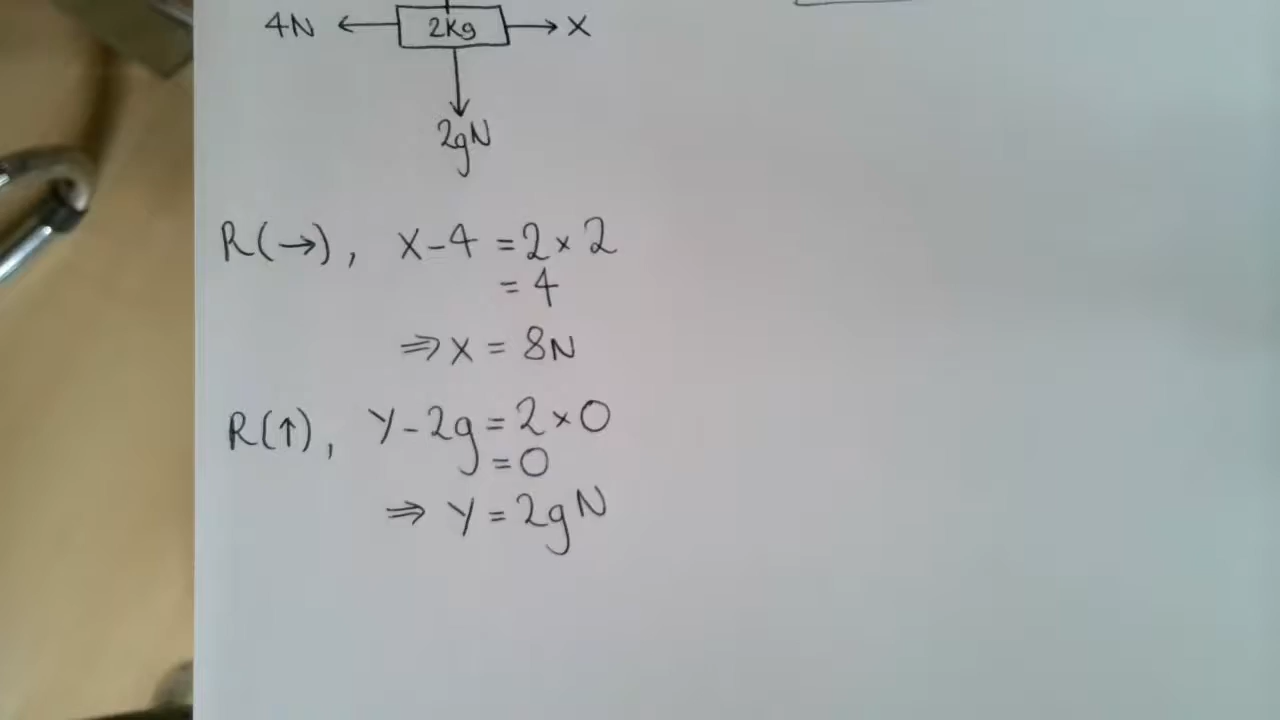 4N ← 2kg → X
2gN
R(→), X-4 = 2 × 2
= 4
⇒ X = 8N
R(↑), Y-2g = 2 × 0
= 0
⇒ Y = 2gN